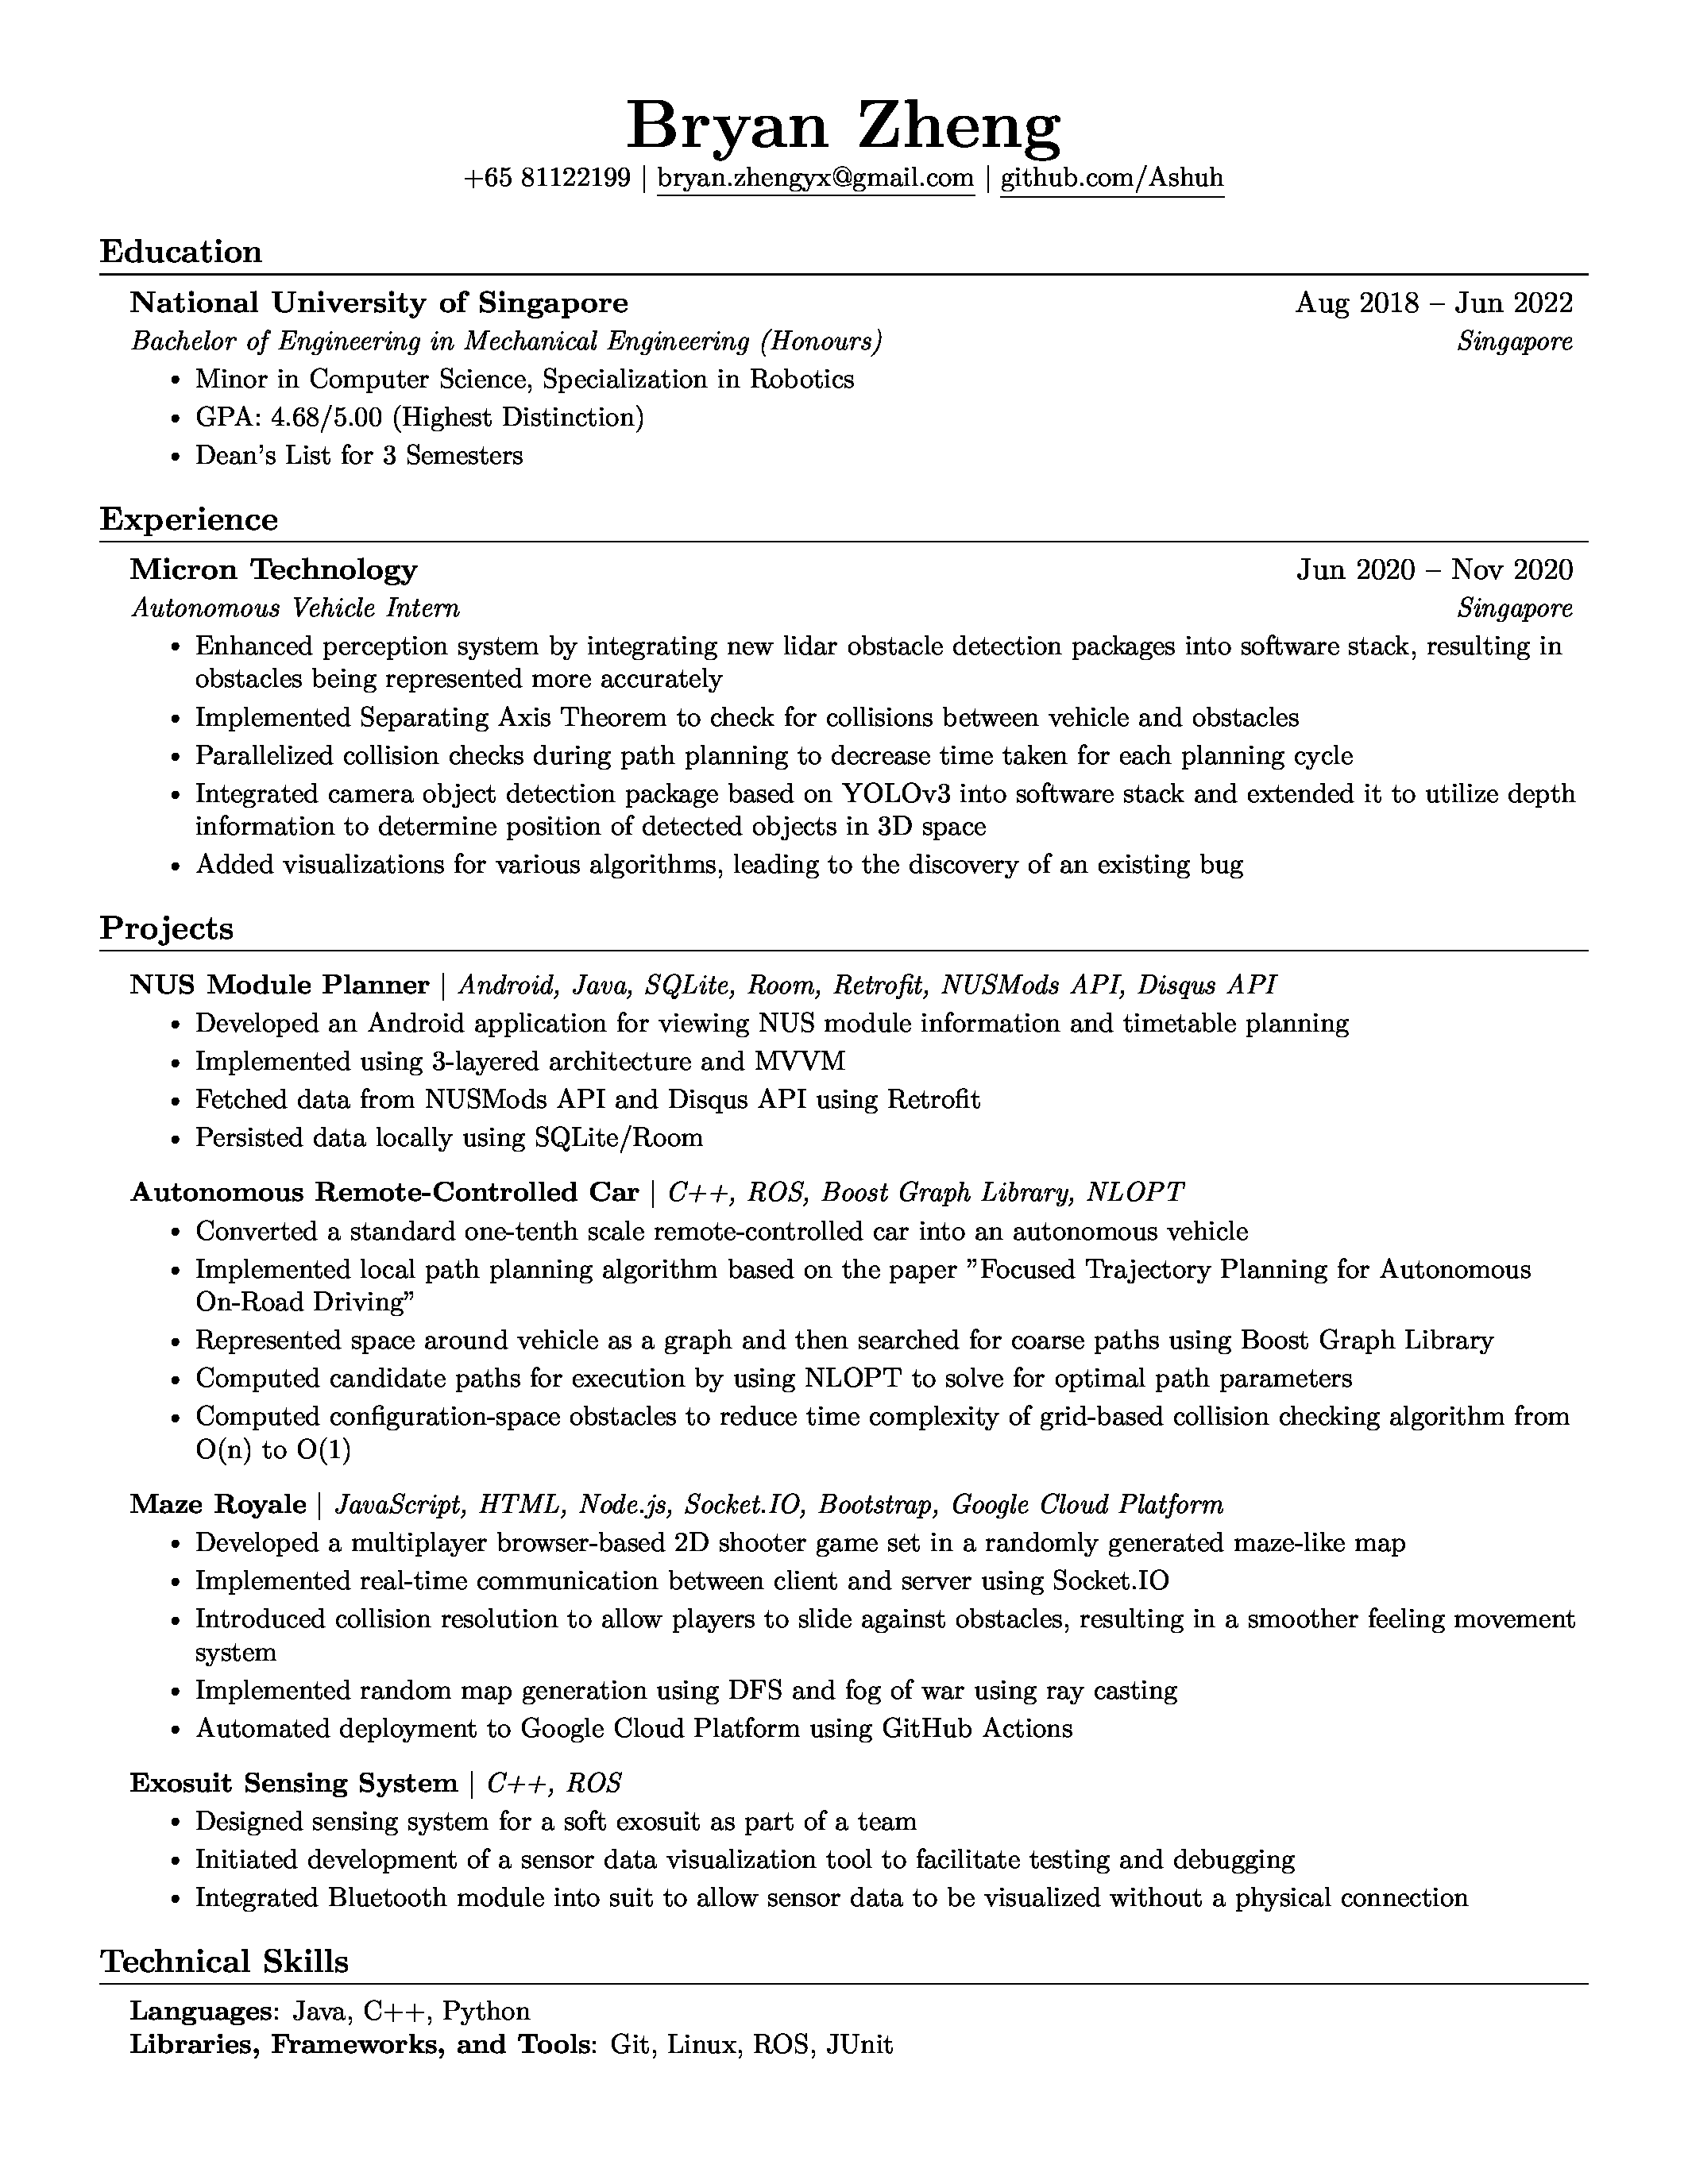 Bryan Zheng
+65 81122199 | bryan.zhengyx@gmail.com | github.com/Ashuh
Education
National University of Singapore Aug 2018 – Jun 2022
Bachelor of Engineering in Mechanical Engineering (Honours) Singapore
• Minor in Computer Science, Specialization in Robotics
• GPA: 4.68/5.00 (Highest Distinction)
• Dean's List for 3 Semesters
Experience
Micron Technology Jun 2020 – Nov 2020
Autonomous Vehicle Intern Singapore
• Enhanced perception system by integrating new lidar obstacle detection packages into software stack, resulting in
obstacles being represented more accurately
• Implemented Separating Axis Theorem to check for collisions between vehicle and obstacles
• Parallelized collision checks during path planning to decrease time taken for each planning cycle
• Integrated camera object detection package based on YOLOv3 into software stack and extended it to utilize depth
information to determine position of detected objects in 3D space
• Added visualizations for various algorithms, leading to the discovery of an existing bug
Projects
NUS Module Planner | Android, Java, SQLite, Room, Retrofit, NUSMods API, Disqus API
• Developed an Android application for viewing NUS module information and timetable planning
• Implemented using 3-layered architecture and MVVM
• Fetched data from NUSMods API and Disqus API using Retrofit
• Persisted data locally using SQLite/Room
Autonomous Remote-Controlled Car | C++, ROS, Boost Graph Library, NLOPT
• Converted a standard one-tenth scale remote-controlled car into an autonomous vehicle
• Implemented local path planning algorithm based on the paper ”Focused Trajectory Planning for Autonomous
On-Road Driving”
• Represented space around vehicle as a graph and then searched for coarse paths using Boost Graph Library
• Computed candidate paths for execution by using NLOPT to solve for optimal path parameters
• Computed configuration-space obstacles to reduce time complexity of grid-based collision checking algorithm from
O(n) to O(1)
Maze Royale | JavaScript, HTML, Node.js, Socket.IO, Bootstrap, Google Cloud Platform
• Developed a multiplayer browser-based 2D shooter game set in a randomly generated maze-like map
• Implemented real-time communication between client and server using Socket.IO
• Introduced collision resolution to allow players to slide against obstacles, resulting in a smoother feeling movement
system
• Implemented random map generation using DFS and fog of war using ray casting
• Automated deployment to Google Cloud Platform using GitHub Actions
Exosuit Sensing System | C++, ROS
• Designed sensing system for a soft exosuit as part of a team
• Initiated development of a sensor data visualization tool to facilitate testing and debugging
• Integrated Bluetooth module into suit to allow sensor data to be visualized without a physical connection
Technical Skills
Languages: Java, C++, Python
Libraries, Frameworks, and Tools: Git, Linux, ROS, JUnit